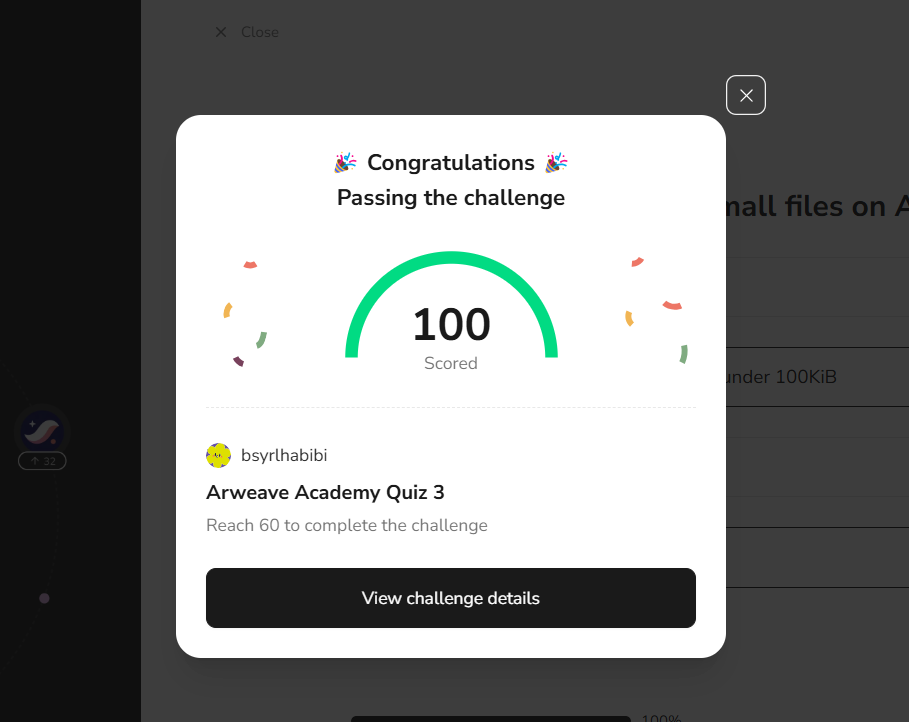 Close
🎉 Congratulations 🎉
Passing the challenge
mall files on A
100
Scored
under 100KiB
bsyrlhabibi
32
Arweave Academy Quiz 3
Reach 60 to complete the challenge
View challenge details
100%